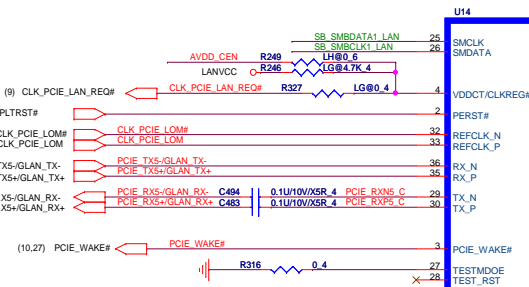 U14
SB_SMBDATA1_LAN 25 SMCLK
SB_SMBCLK1_LAN 26 SMDATA
AVDD_CEN R249 LH@0_6
LANVCC R246 LG@4.7K_4
(9) CLK_PCIE_LAN_REQ# CLK_PCIE_LAN_REQ# R327 LG@0_4 4 VDDCT/CLKREG#
PLTRST# 2 PERST#
CLK_PCIE_LOM# CLK_PCIE_LOM# 32 REFCLK_N
CLK_PCIE_LOM CLK_PCIE_LOM 33 REFCLK_P
TX5-/GLAN_TX- PCIE_TX5-/GLAN_TX- 36 RX_N
TX5+/GLAN_TX+ PCIE_TX5+/GLAN_TX+ 35 RX_P
X5-/GLAN_RX- PCIE_RX5-/GLAN_RX- C494 0.1U/10V/X5R_4 PCIE_RXN5_C 29 TX_N
X5+/GLAN_RX+ PCIE_RX5+/GLAN_RX+ C483 0.1U/10V/X5R_4 PCIE_RXP5_C 30 TX_P
(10,27) PCIE_WAKE# PCIE_WAKE# 3 PCIE_WAKE#
R316 0_4 27 TESTMDOE
28 TEST_RST